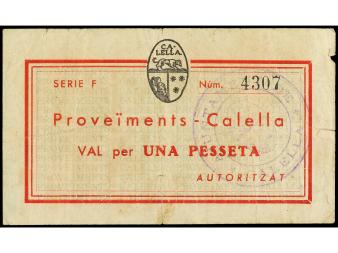 CA-
LELLA.
SERIE F
Núm. 4307
Proveïments - Calella
VAL per UNA PESSETA
AUTORITZAT